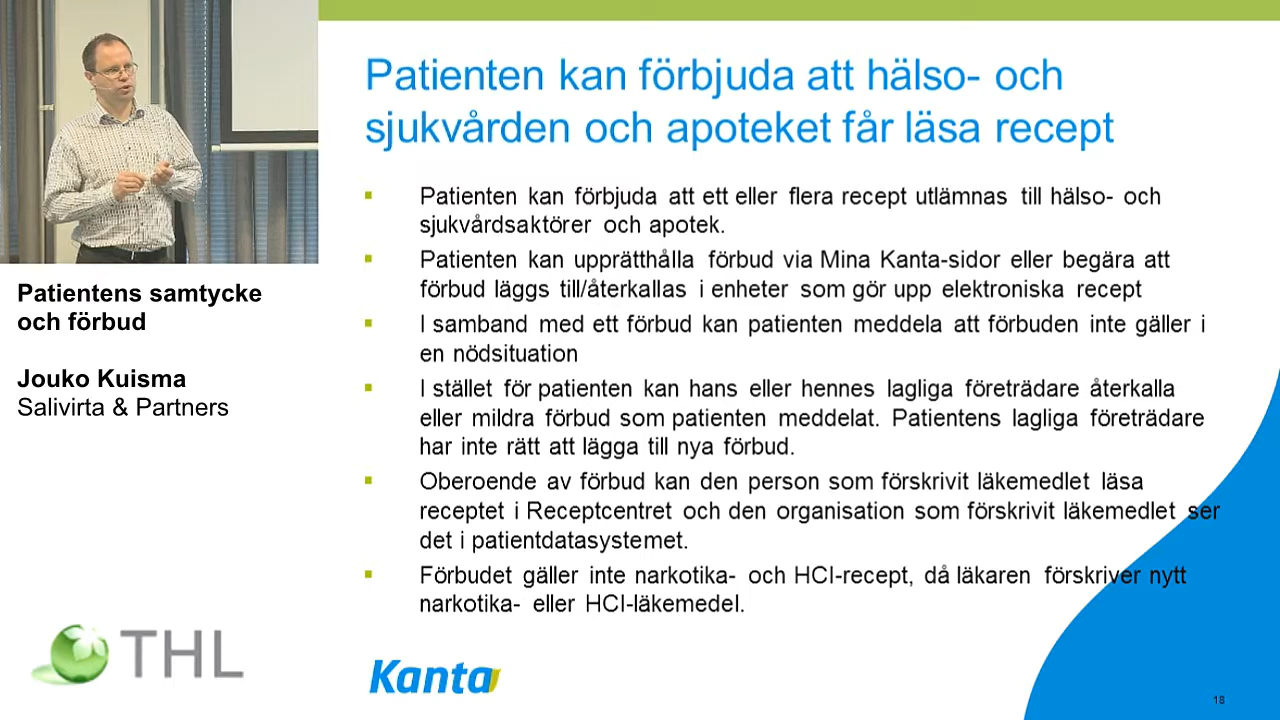 Patienten kan förbjuda att hälso- och
sjukvården och apoteket får läsa recept
Patienten kan förbjuda att ett eller flera recept utlämnas till hälso- och
sjukvårdsaktörer och apotek.
Patienten kan upprätthålla förbud via Mina Kanta-sidor eller begära att
förbud läggs till/återkallas i enheter som gör upp elektroniska recept
I samband med ett förbud kan patienten meddela att förbuden inte gäller i
en nödsituation
I stället för patienten kan hans eller hennes lagliga företrädare återkalla
eller mildra förbud som patienten meddelat. Patientens lagliga företrädare
har inte rätt att lägga till nya förbud.
Oberoende av förbud kan den person som förskrivit läkemedlet läsa
receptet i Receptcentret och den organisation som förskrivit läkemedlet ser
det i patientdatasystemet.
Förbudet gäller inte narkotika- och HCI-recept, då läkaren förskriver nytt
narkotika- eller HCI-läkemedel.
Patientens samtycke
och förbud
Jouko Kuisma
Salivirta & Partners
THL
Kanta
18